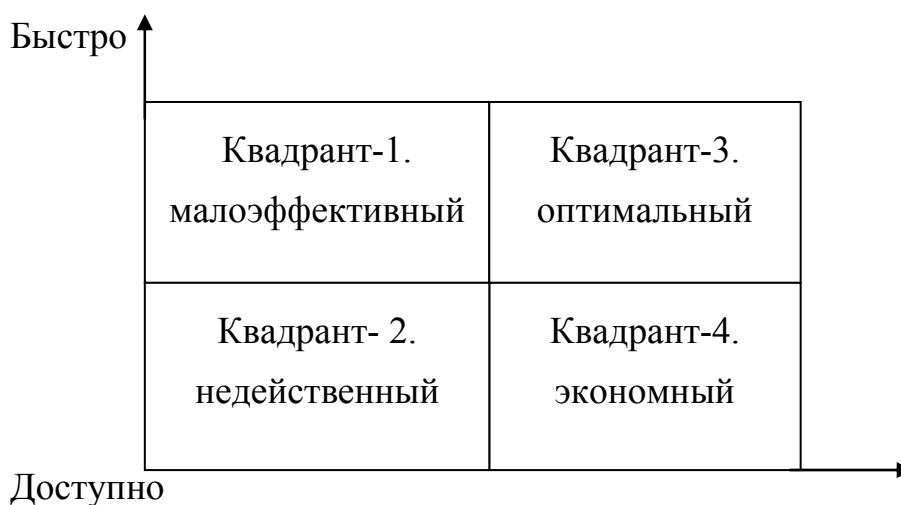 Быстро
Квадрант-1.
малоэффективный
Квадрант-3.
оптимальный
Квадрант- 2.
недейственный
Квадрант-4.
экономный
Доступно